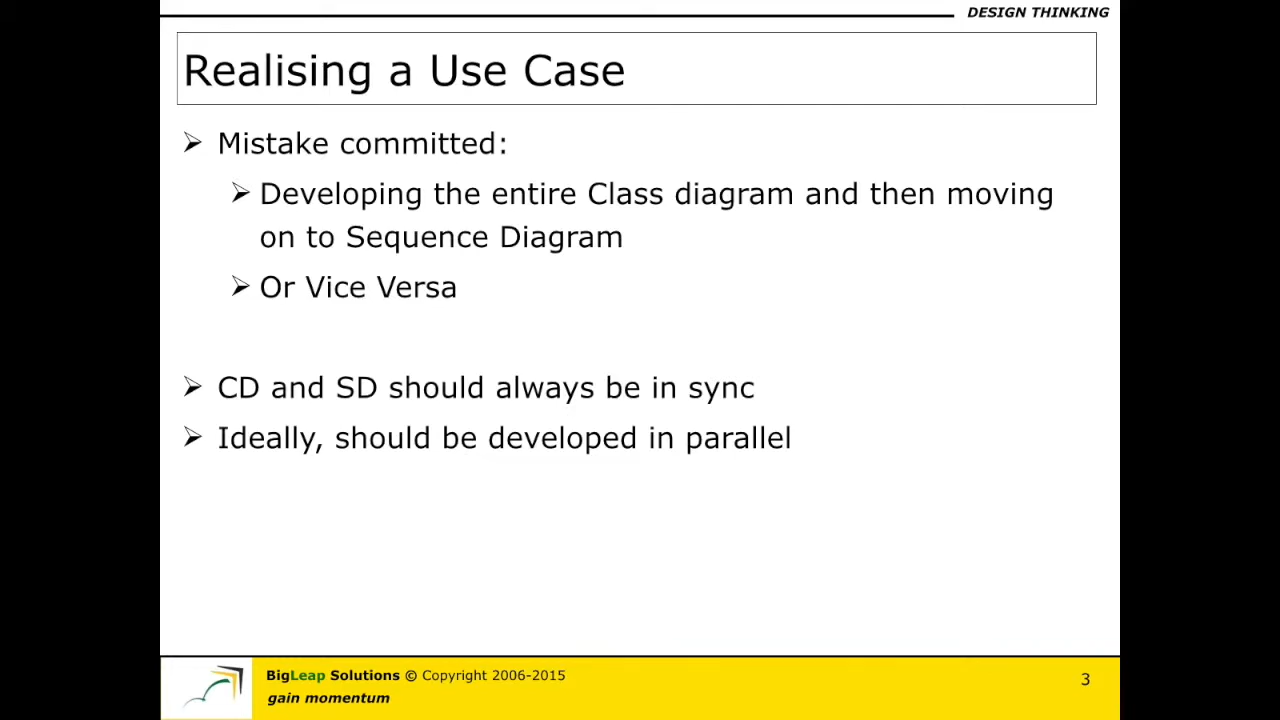 DESIGN THINKING
Realising a Use Case
➢ Mistake committed:
➢ Developing the entire Class diagram and then moving
on to Sequence Diagram
➢ Or Vice Versa
➢ CD and SD should always be in sync
➢ Ideally, should be developed in parallel
BigLeap Solutions © Copyright 2006-2015
gain momentum
3